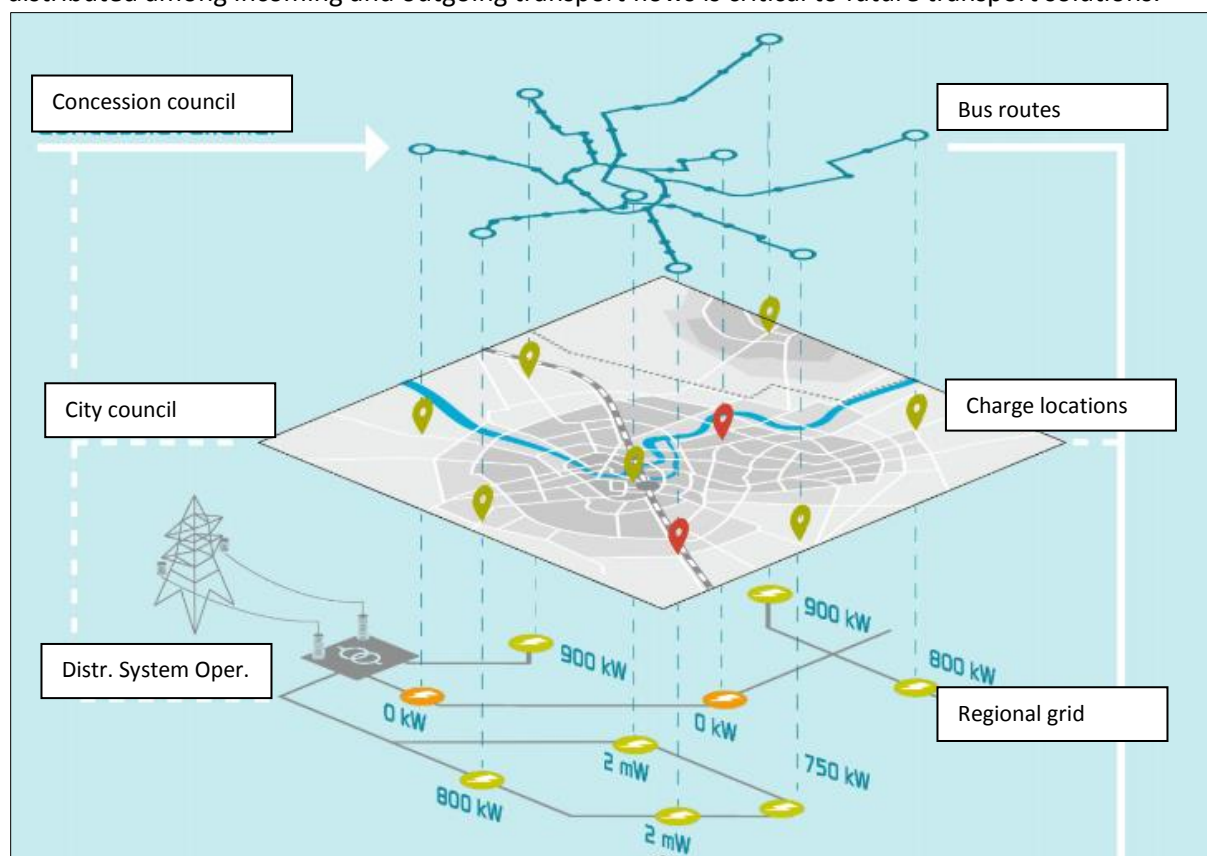 distributed among incoming and outgoing transport flows is critical to future transport solutions.
Concession council
Bus routes
City council
Charge locations
900 kW
900 kW
Distr. System Oper.
800 kW
0 kW
0 kW
Regional grid
2 mW
750 kW
800 kW
2 mW